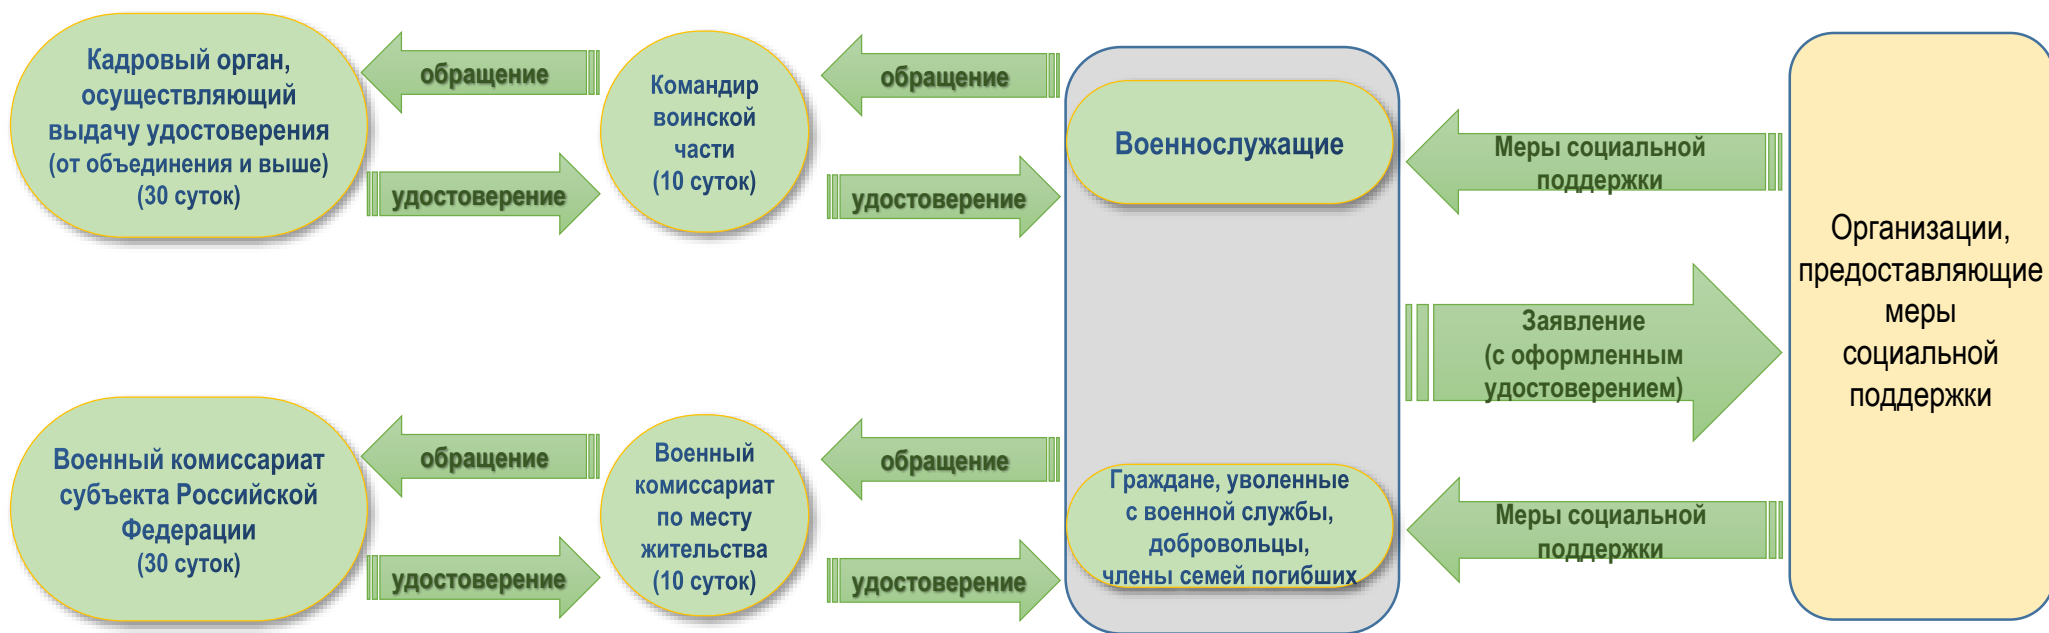 Кадровый орган,
осуществляющий
выдачу удостоверения
(от объединения и выше)
(30 суток)
обращение
удостоверение
Командир
воинской
части
(10 суток)
обращение
удостоверение
Военнослужащие
Меры социальной
поддержки
Организации,
предоставляющие
меры
социальной
поддержки
Заявление
(с оформленным
удостоверением)
Военный комиссариат
субъекта Российской
Федерации
(30 суток)
обращение
удостоверение
Военный
комиссариат
по месту
жительства
(10 суток)
обращение
удостоверение
Граждане, уволенные
с военной службы,
добровольцы,
члены семей погибших
Меры социальной
поддержки